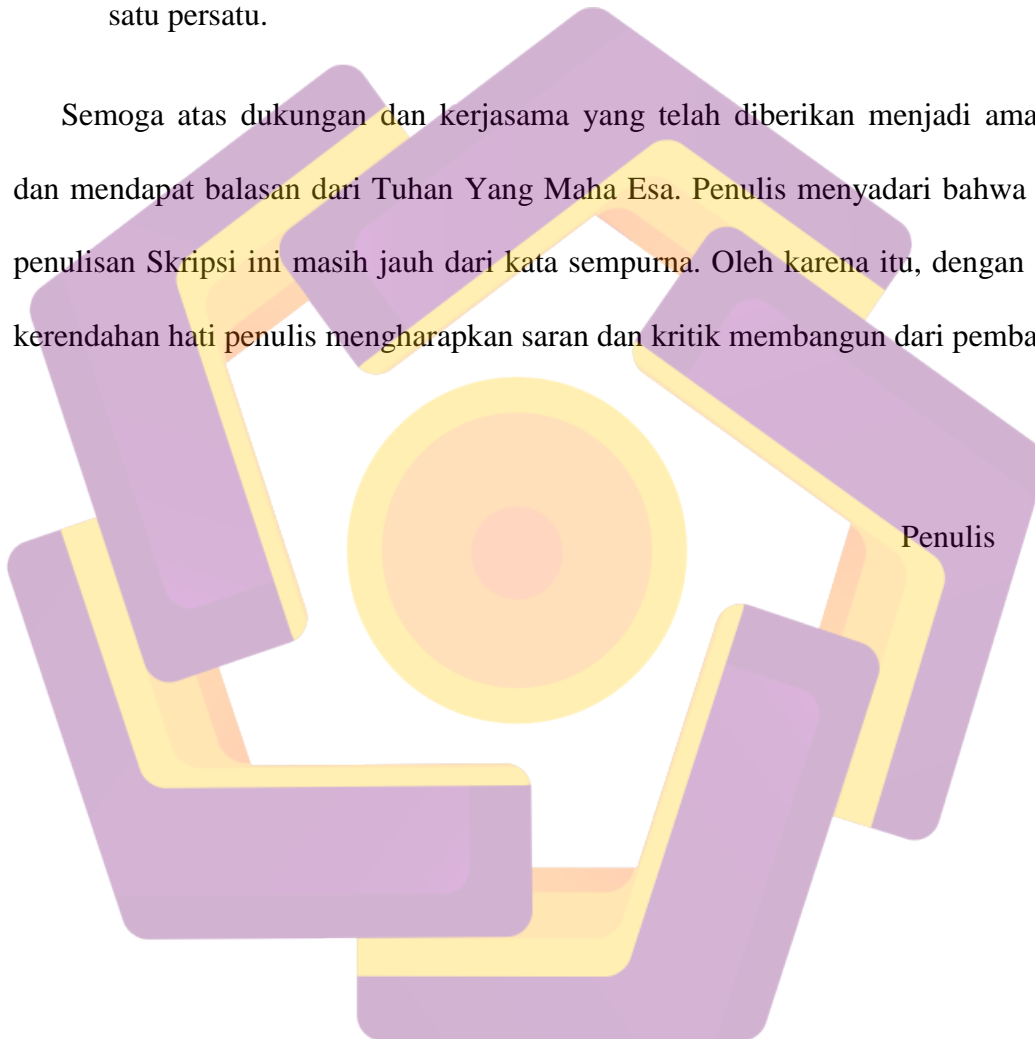 satu persatu.
Semoga atas dukungan dan kerjasama yang telah diberikan menjadi ama
dan mendapat balasan dari Tuhan Yang Maha Esa. Penulis menyadari bahwa
penulisan Skripsi ini masih jauh dari kata sempurna. Oleh karena itu, dengan
kerendahan hati penulis mengharapkan saran dan kritik membangun dari pemba
Penulis